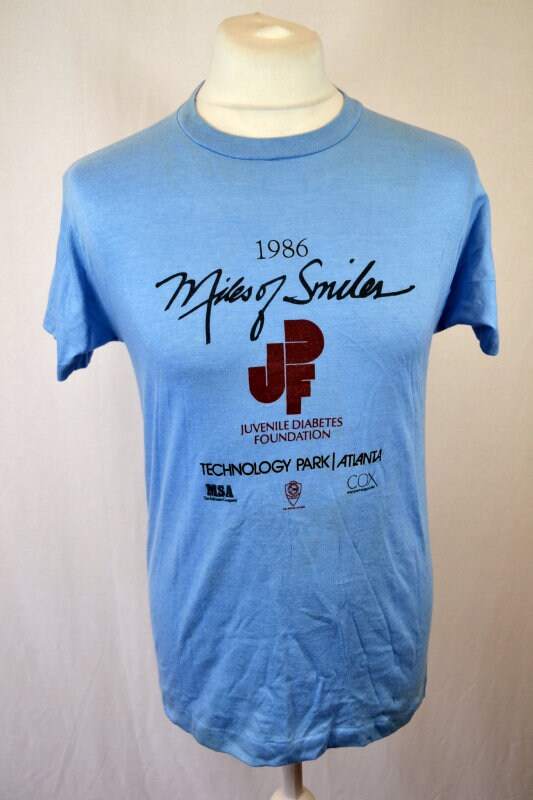 1986
Miles of Smiles
JDF
JUVENILE DIABETES
FOUNDATION
TECHNOLOGY PARK|ATLANTA
MSA
COX